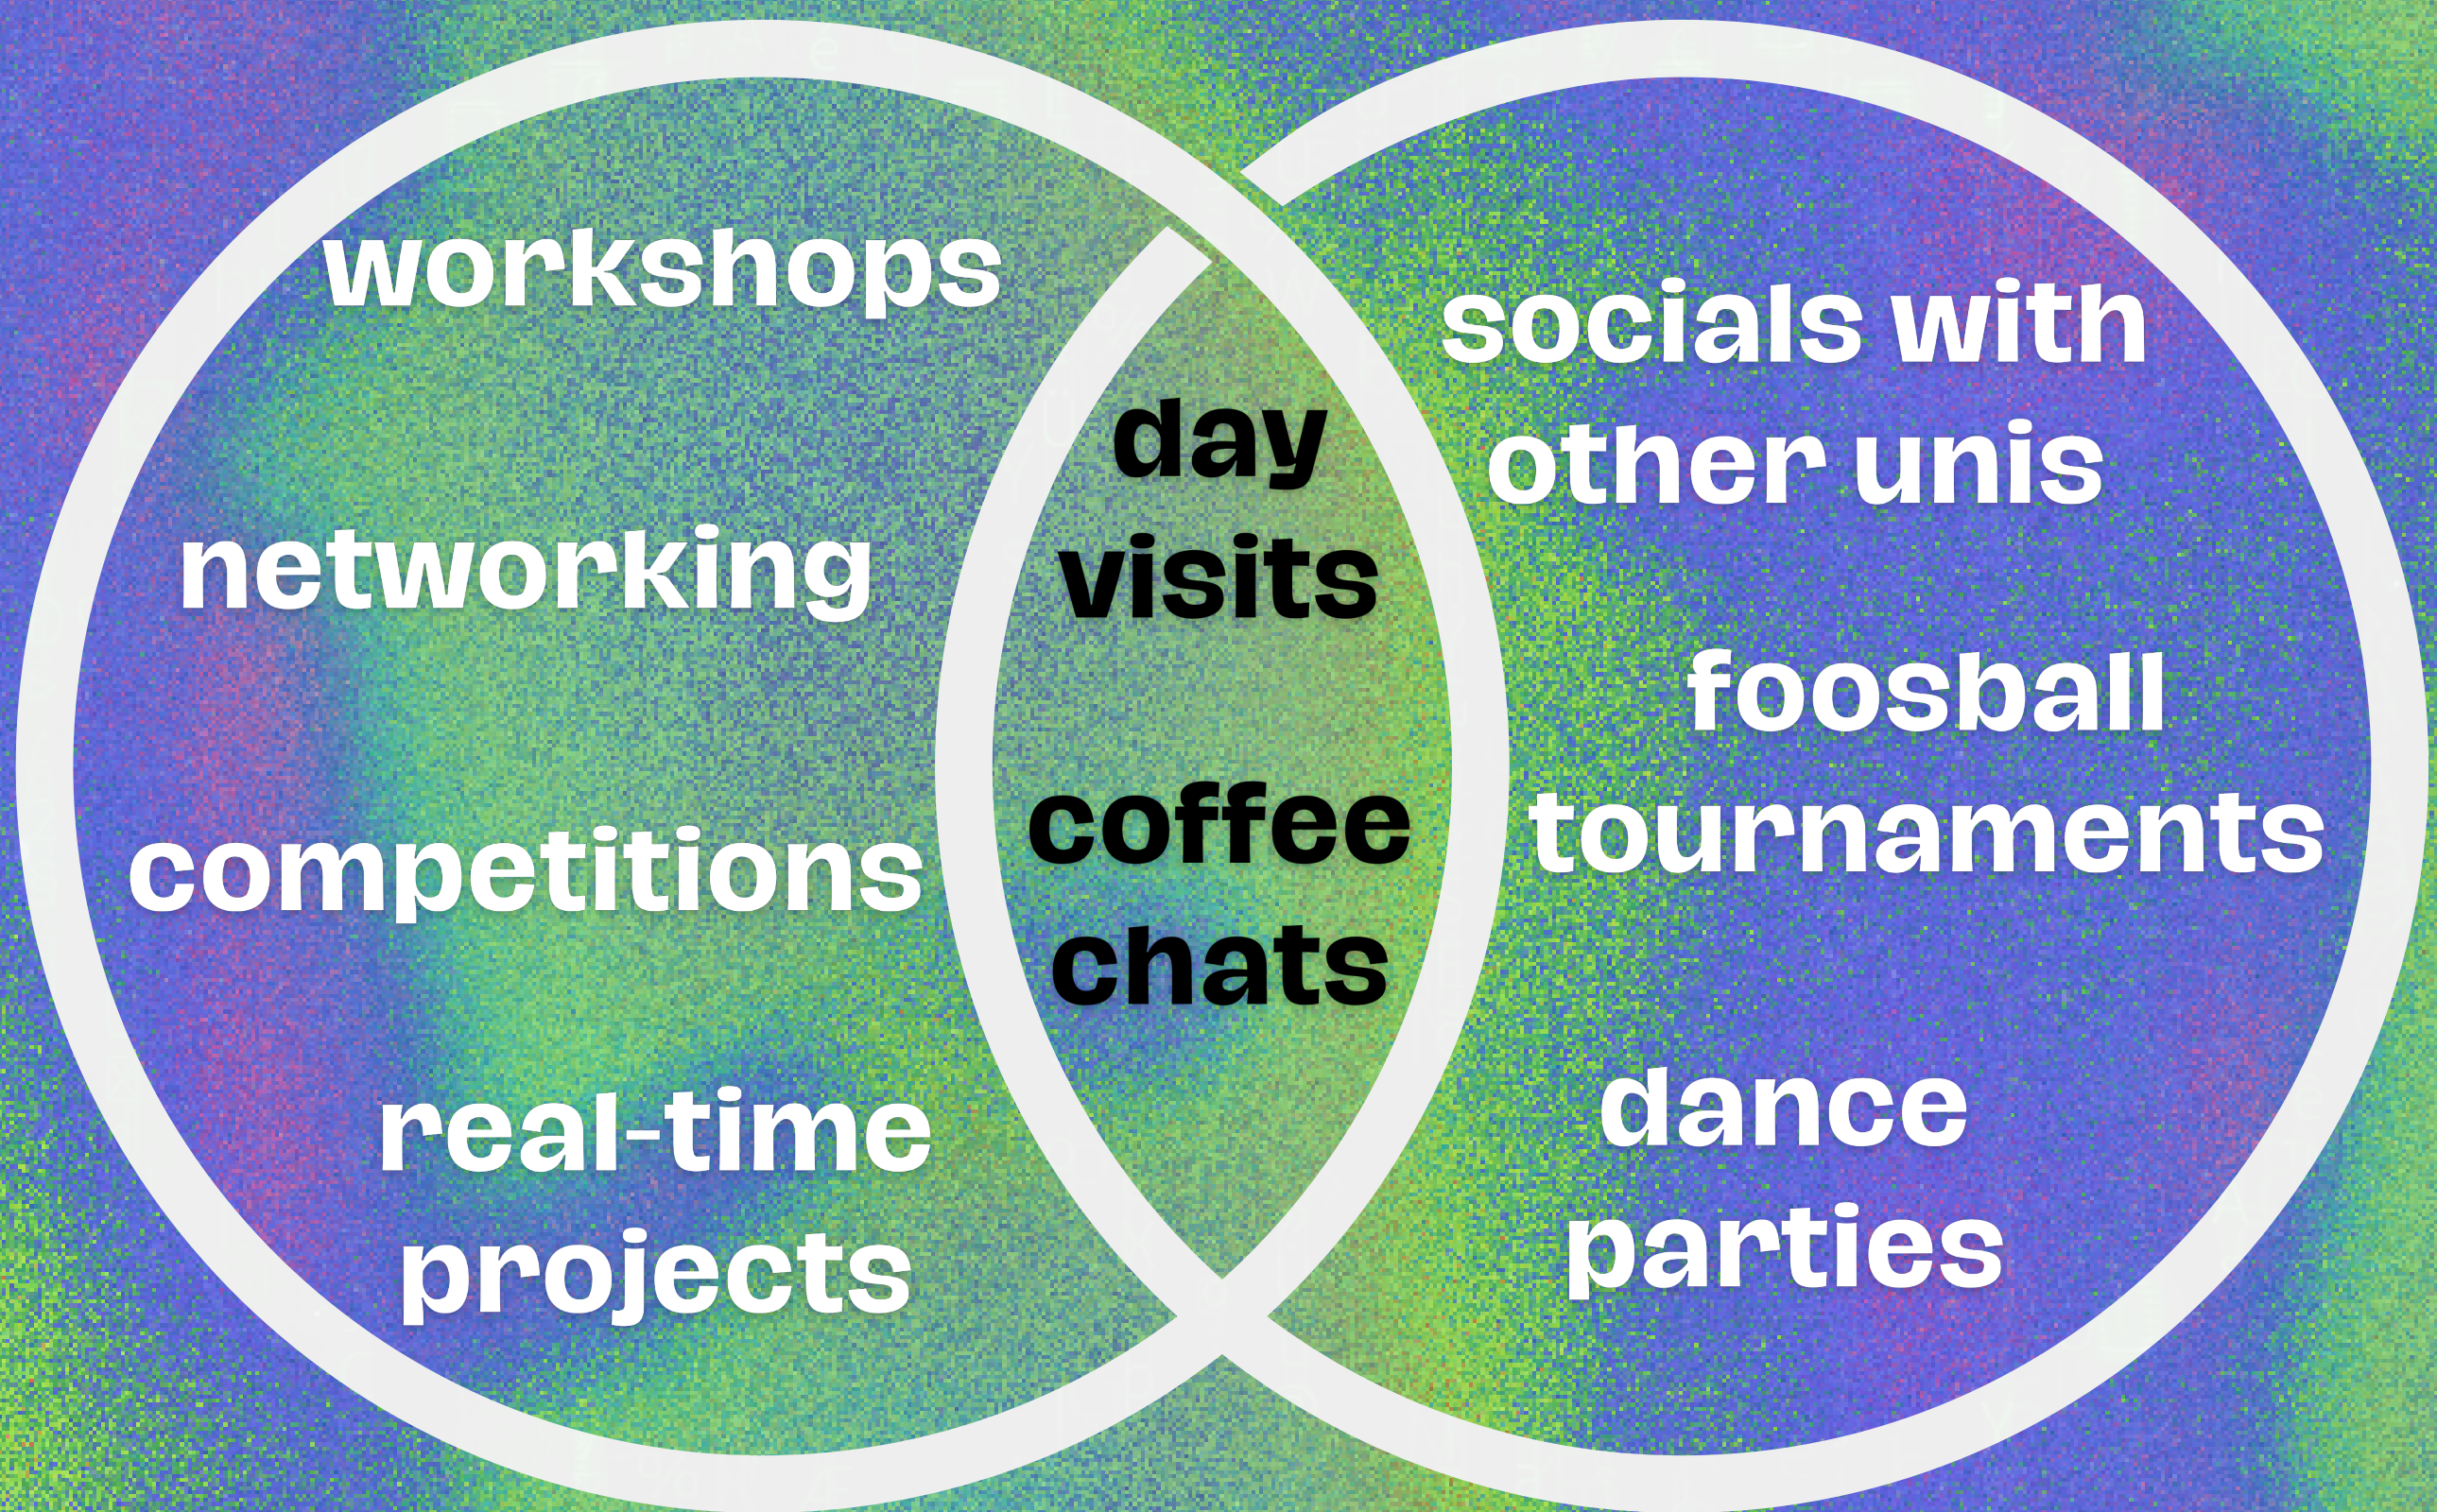 workshops
networking
competitions
real-time
projects
day
visits
coffee
chats
socials with
other unis
foosball
tournaments
dance
parties